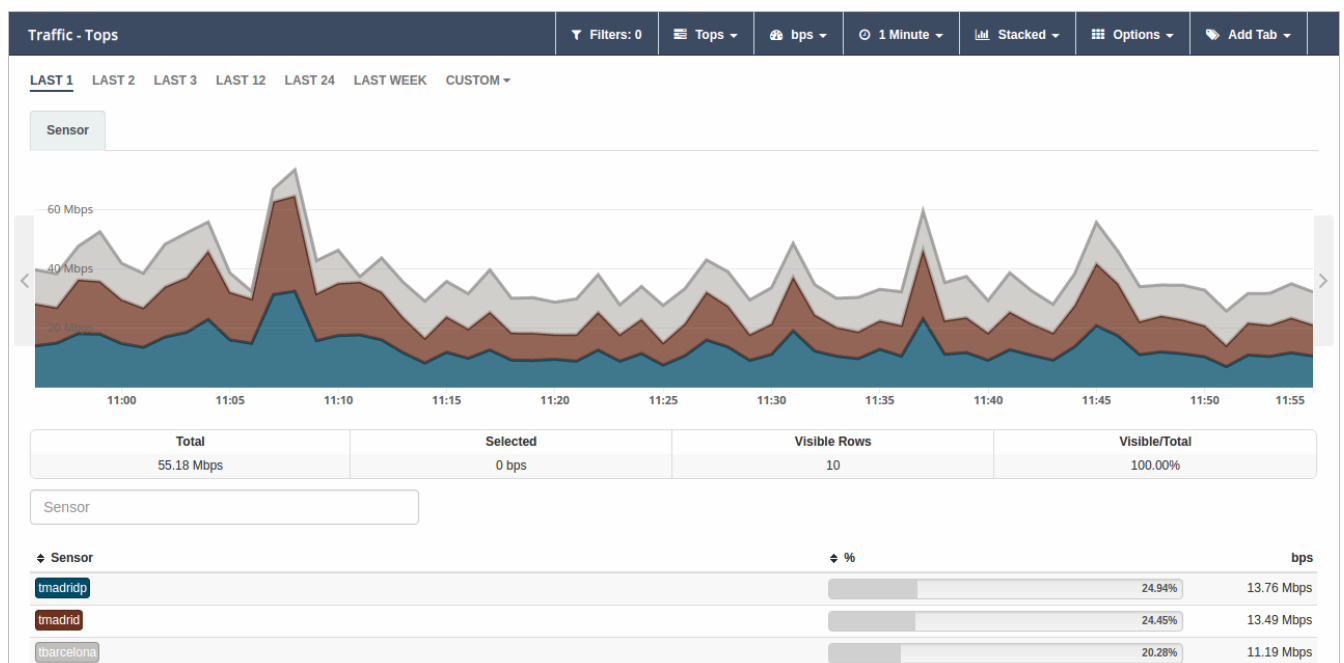 Traffic - Tops Filters: 0 Tops bps 1 Minute Stacked Options Add Tab
LAST 1 LAST 2 LAST 3 LAST 12 LAST 24 LAST WEEK CUSTOM
Sensor
60 Mbps
40 Mbps
20 Mbps
11:00 11:05 11:10 11:15 11:20 11:25 11:30 11:35 11:40 11:45 11:50 11:55
Total Selected Visible Rows Visible/Total
55.18 Mbps 0 bps 10 100.00%
Sensor
Sensor % bps
tmadridp 24.94% 13.76 Mbps
tmadrid 24.45% 13.49 Mbps
tbarcelona 20.28% 11.19 Mbps